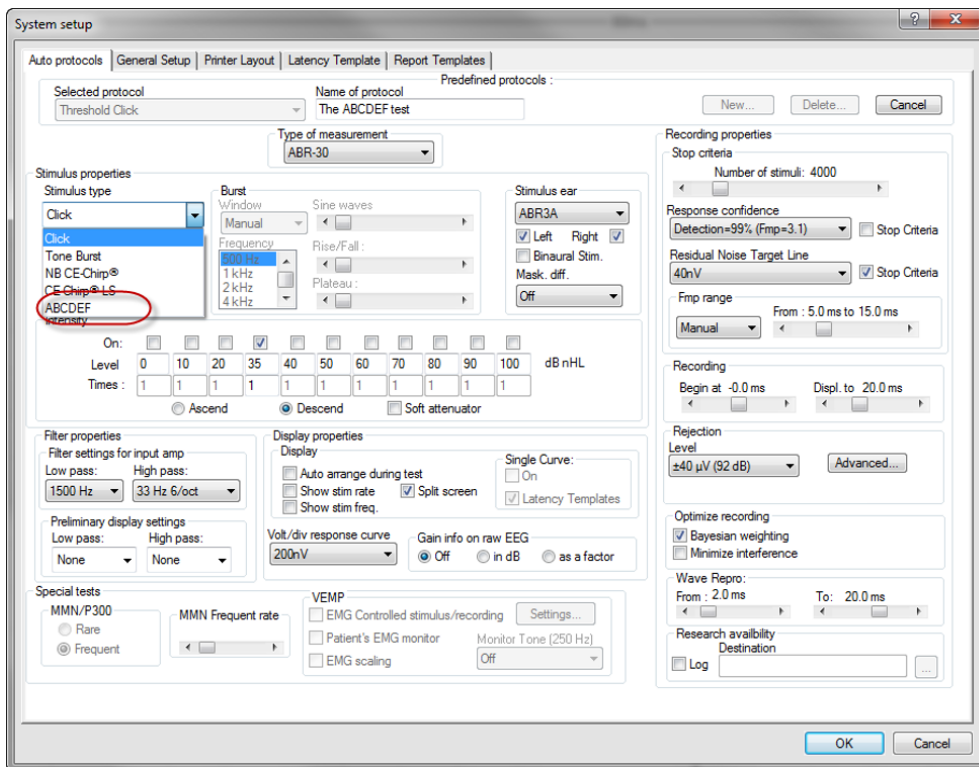 System setup
Auto protocols General Setup Printer Layout Latency Template Report Templates
Predefined protocols :
Selected protocol
Threshold Click
Name of protocol
The ABCDEF test
New... Delete... Cancel
Type of measurement
ABR-30
Stimulus properties
Stimulus type
Click
Click
Tone Burst
NB CE-Chirp®
CE-Chirp® LS
ABCDEF
Burst
Window
Manual
Frequency
500 Hz
1 kHz
2 kHz
4 kHz
Sine waves
Rise/Fall :
Plateau :
Stimulus ear
ABR3A
Left Right
Binaural Stim.
Mask. diff.
Off
Intensity
On:
Level 0 10 20 35 40 50 60 70 80 90 100 dB nHL
Times : 1 1 1 1 1 1 1 1 1 1 1
Ascend Descend Soft attenuator
Filter properties
Filter settings for input amp
Low pass: High pass:
1500 Hz 33 Hz 6/oct
Preliminary display settings
Low pass: High pass:
None None
Display properties
Display
Auto arrange during test
Show stim rate Split screen
Show stim freq.
Single Curve:
On
Latency Templates
Volt/div response curve
200nV
Gain info on raw EEG
Off in dB as a factor
Special tests
MMN/P300
Rare
Frequent
MMN Frequent rate
VEMP
EMG Controlled stimulus/recording Settings...
Patient's EMG monitor Monitor Tone (250 Hz)
EMG scaling Off
Recording properties
Stop criteria
Number of stimuli: 4000
Response confidence
Detection=99% (Fmp=3.1) Stop Criteria
Residual Noise Target Line
40nV Stop Criteria
Fmp range
From : 5.0 ms to 15.0 ms
Manual
Recording
Begin at -0.0 ms Displ. to 20.0 ms
Rejection
Level
±40 µV (92 dB) Advanced...
Optimize recording
Bayesian weighting
Minimize interference
Wave Repro:
From : 2.0 ms To: 20.0 ms
Research availbility
Destination
Log ...
OK Cancel